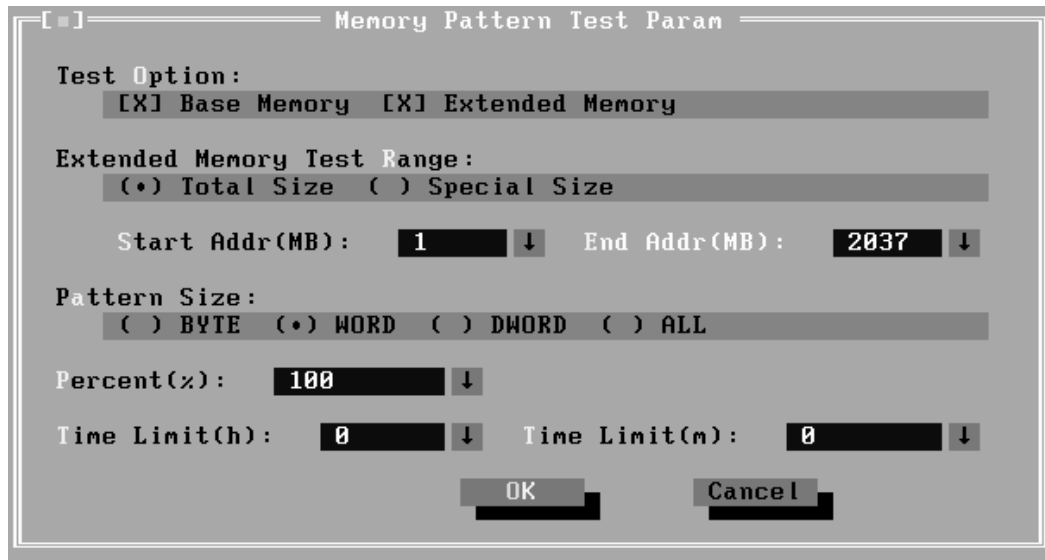 [■] Memory Pattern Test Param
Test Option:
[X] Base Memory [X] Extended Memory
Extended Memory Test Range:
(•) Total Size ( ) Special Size
Start Addr(MB): 1 ↓ End Addr(MB): 2037 ↓
Pattern Size:
( ) BYTE (•) WORD ( ) DWORD ( ) ALL
Percent(%): 100 ↓
Time Limit(h): 0 ↓ Time Limit(m): 0 ↓
OK Cancel